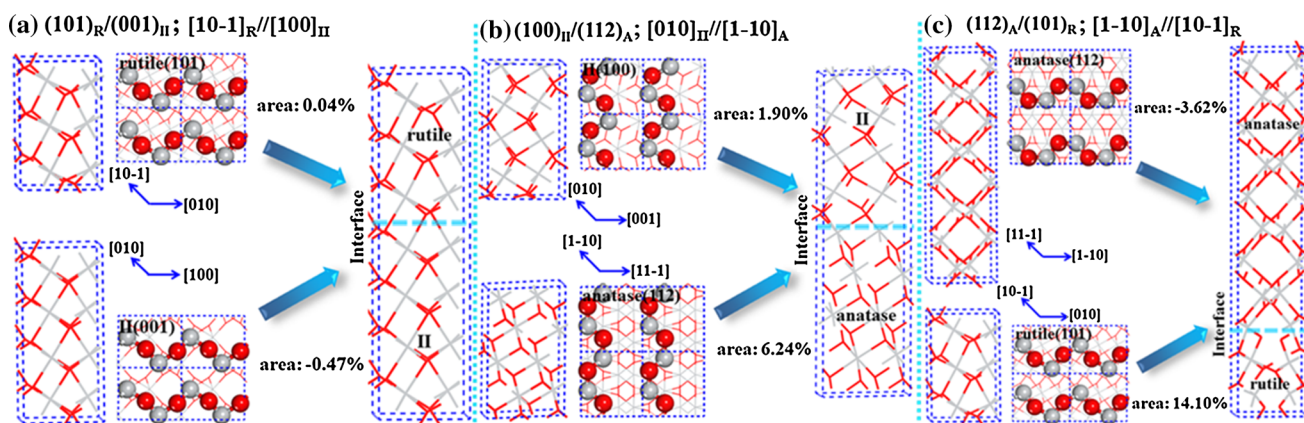 (a) (101)R/(001)II; [10-1]R//[100]II
rutile(101)
area: 0.04%
[10-1]
[010]
[010]
[100]
II(001)
area: -0.47%
rutile
II
Interface
(b) (100)II/(112)A; [010]II//[1-10]A
II(100)
area: 1.90%
[010]
[001]
[1-10]
[11-1]
anatase(112)
area: 6.24%
II
anatase
Interface
(c) (112)A/(101)R; [1-10]A//[10-1]R
anatase(112)
area: -3.62%
[11-1]
[1-10]
[10-1]
[010]
rutile(101)
area: 14.10%
anatase
rutile
Interface